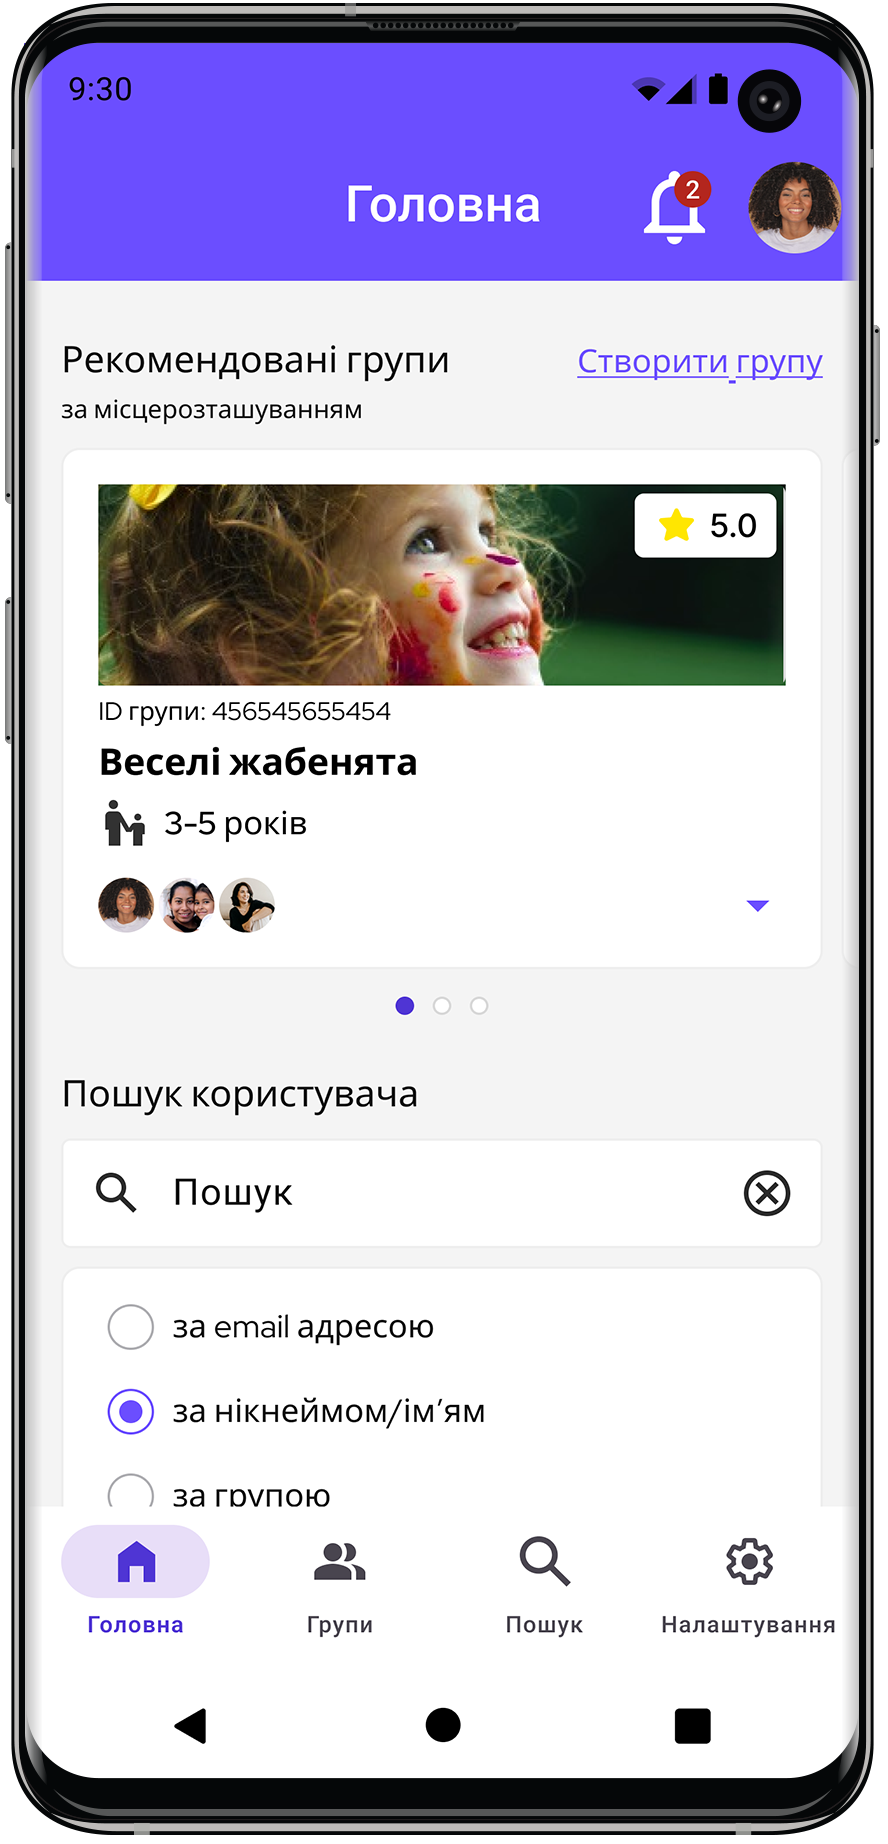 9:30
Головна
2
Рекомендовані групи
Створити групу
за місцерозташуванням
5.0
ID групи: 456545655454
Веселі жабенята
3-5 років
Пошук користувача
Пошук
за email адресою
за нікнеймом/ім’ям
за групою
Головна
Групи
Пошук
Налаштування